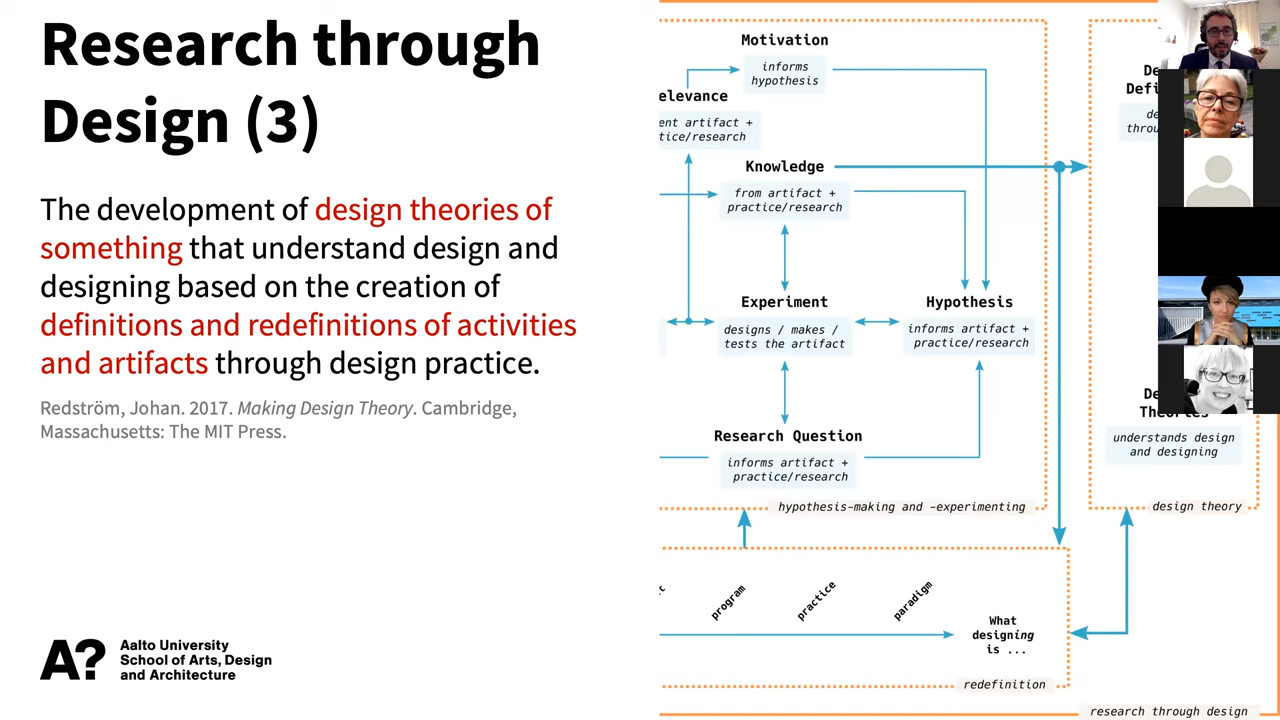 Research through
Design (3)
The development of design theories of
something that understand design and
designing based on the creation of
definitions and redefinitions of activities
and artifacts through design practice.
Redström, Johan. 2017. Making Design Theory. Cambridge,
Massachusetts: The MIT Press.
A?
Aalto University
School of Arts, Design
and Architecture
Motivation
informs
hypothesis
elevance
ent artifact +
tice/research
Knowledge
from artifact +
practice/research
Experiment
designs / makes /
tests the artifact
Hypothesis
informs artifact +
practice/research
Research Question
informs artifact +
practice/research
hypothesis-making and -experimenting
De
Defi
de
throu
De
Theories
understands design
and designing
design theory
c
program
practice
paradigm
What
designing
is ...
redefinition
research through design